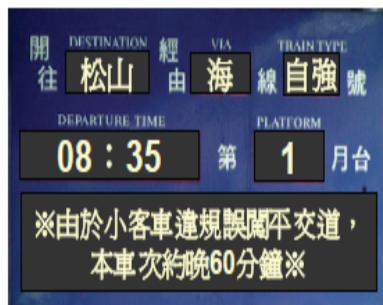 開往 DESTINATION 松山 經由 VIA 海線 TRAIN TYPE 自強號
DEPARTURE TIME 08：35 第 PLATFORM 1 月台
※由於小客車違規誤闖平交道，
本車次約晚60分鐘※